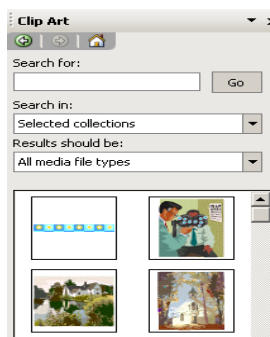 Clip Art
Search for:
Go
Search in:
Selected collections
Results should be:
All media file types